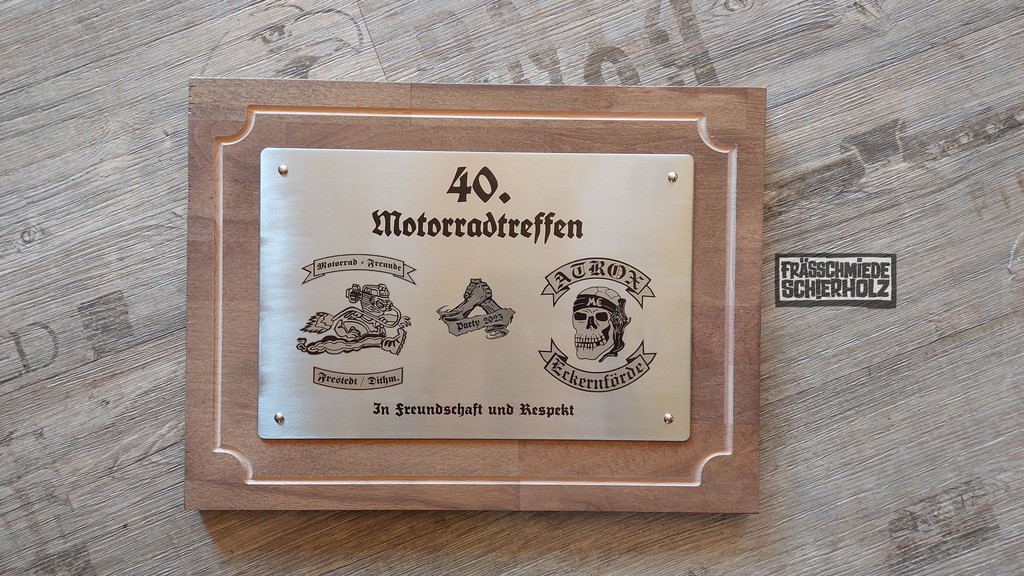 40.
Motorradtreffen
Motorrad - Freunde
Frestedt / Dithm.
Party 2023
ATROX
MC
Eckernförde
In Freundschaft und Respekt
FRÄSSCHMIEDE
SCHIERHOLZ